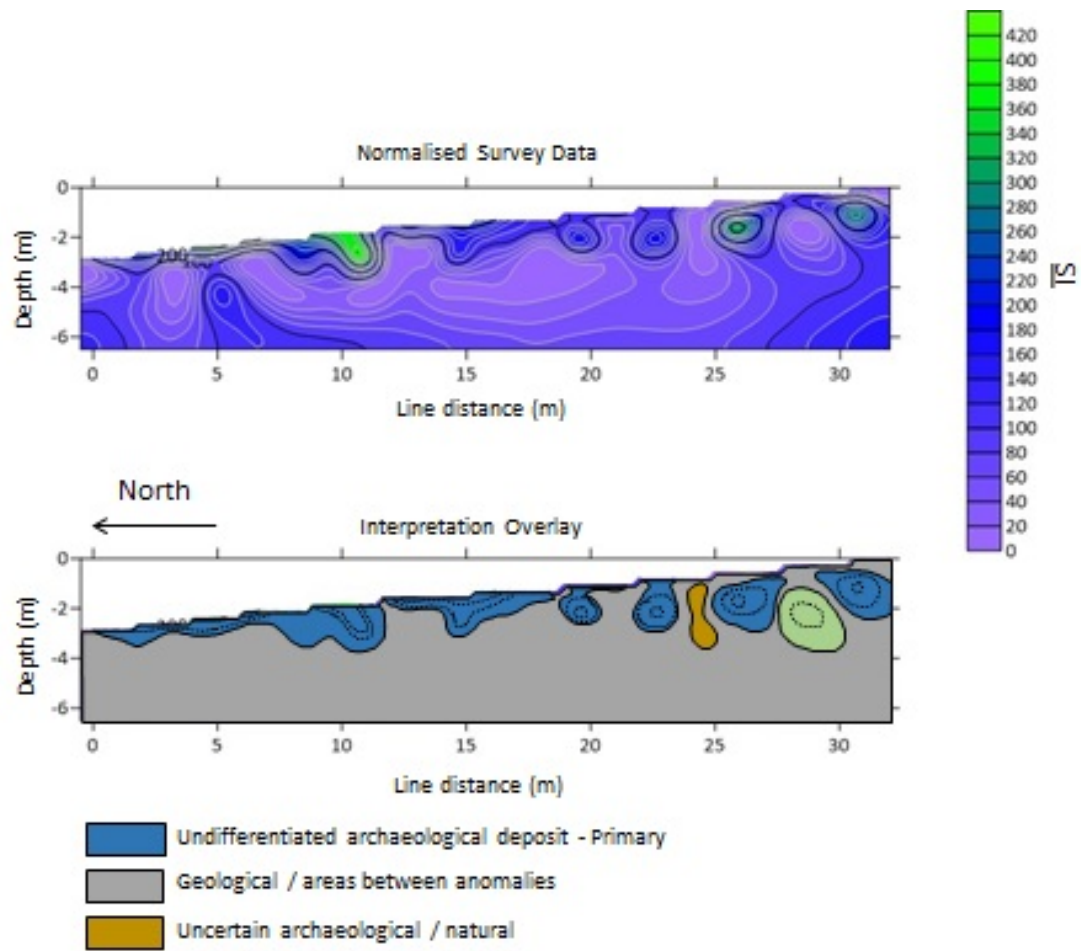 Normalised Survey Data
0
-2
-4
-6
Depth (m)
200
0 5 10 15 20 25 30
Line distance (m)
420
400
380
360
340
320
300
280
260
240
220
200
180
160
140
120
100
80
60
40
20
0
SI
North
Interpretation Overlay
0
-2
-4
-6
Depth (m)
0 5 10 15 20 25 30
Line distance (m)
Undifferentiated archaeological deposit - Primary
Geological / areas between anomalies
Uncertain archaeological / natural